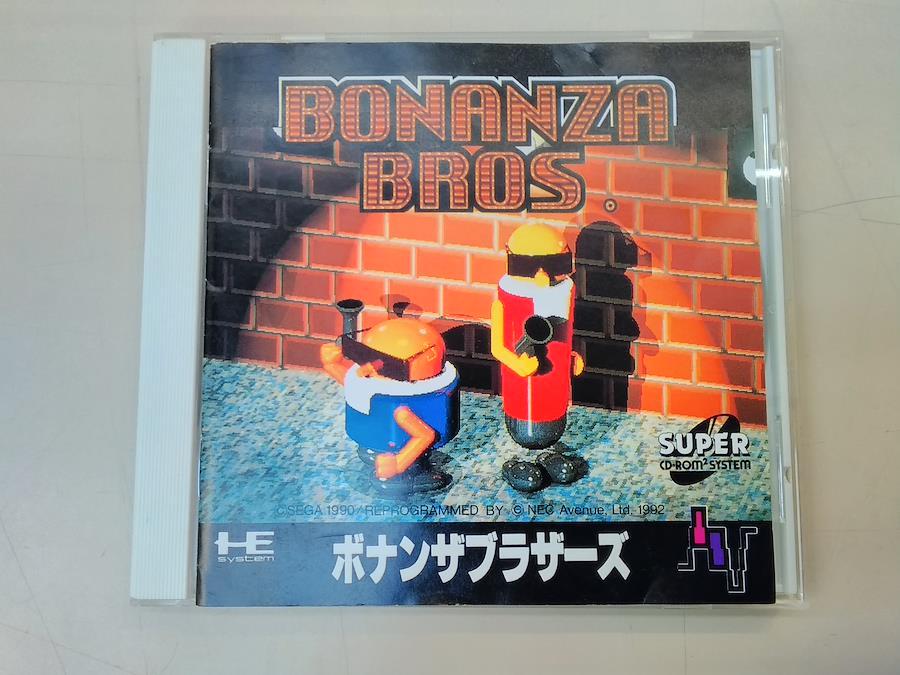 BONANZA
BROS
SUPER
CD-ROM² SYSTEM
©SEGA 1990/REPROGRAMMED BY © NEC Avenue, Ltd. 1992
HE
system
ボナンザブラザーズ